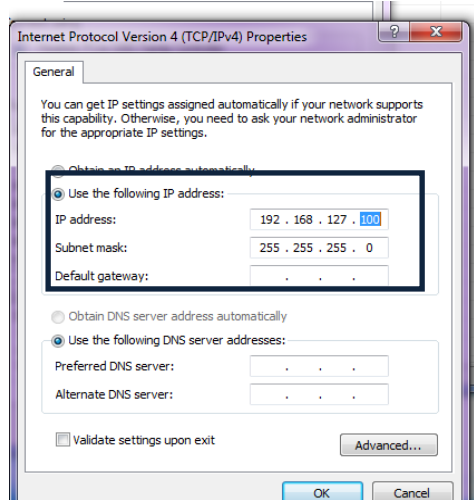 Internet Protocol Version 4 (TCP/IPv4) Properties
General
You can get IP settings assigned automatically if your network supports
this capability. Otherwise, you need to ask your network administrator
for the appropriate IP settings.
Obtain an IP address automatically
Use the following IP address:
IP address: 192 . 168 . 127 . 100
Subnet mask: 255 . 255 . 255 . 0
Default gateway: . . .
Obtain DNS server address automatically
Use the following DNS server addresses:
Preferred DNS server: . . .
Alternate DNS server: . . .
Validate settings upon exit
Advanced...
OK Cancel